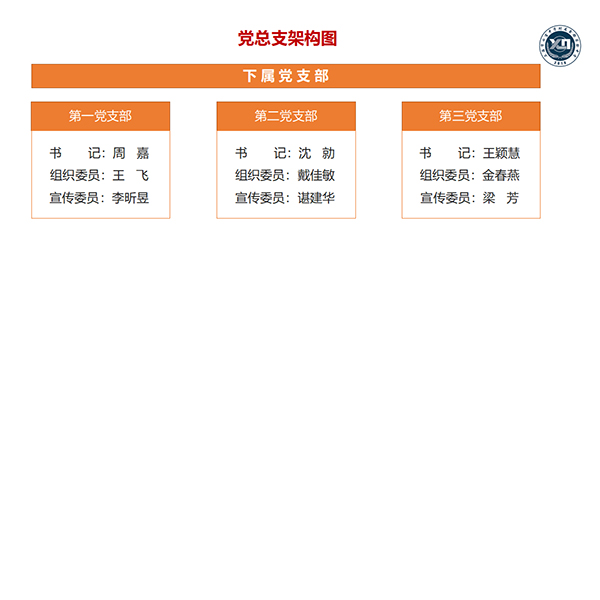 党总支架构图
下属党支部
第一党支部
书 记：周 嘉
组织委员：王 飞
宣传委员：李昕昱
第二党支部
书 记：沈 勍
组织委员：戴佳敏
宣传委员：谌建华
第三党支部
书 记：王颖慧
组织委员：金春燕
宣传委员：梁 芳